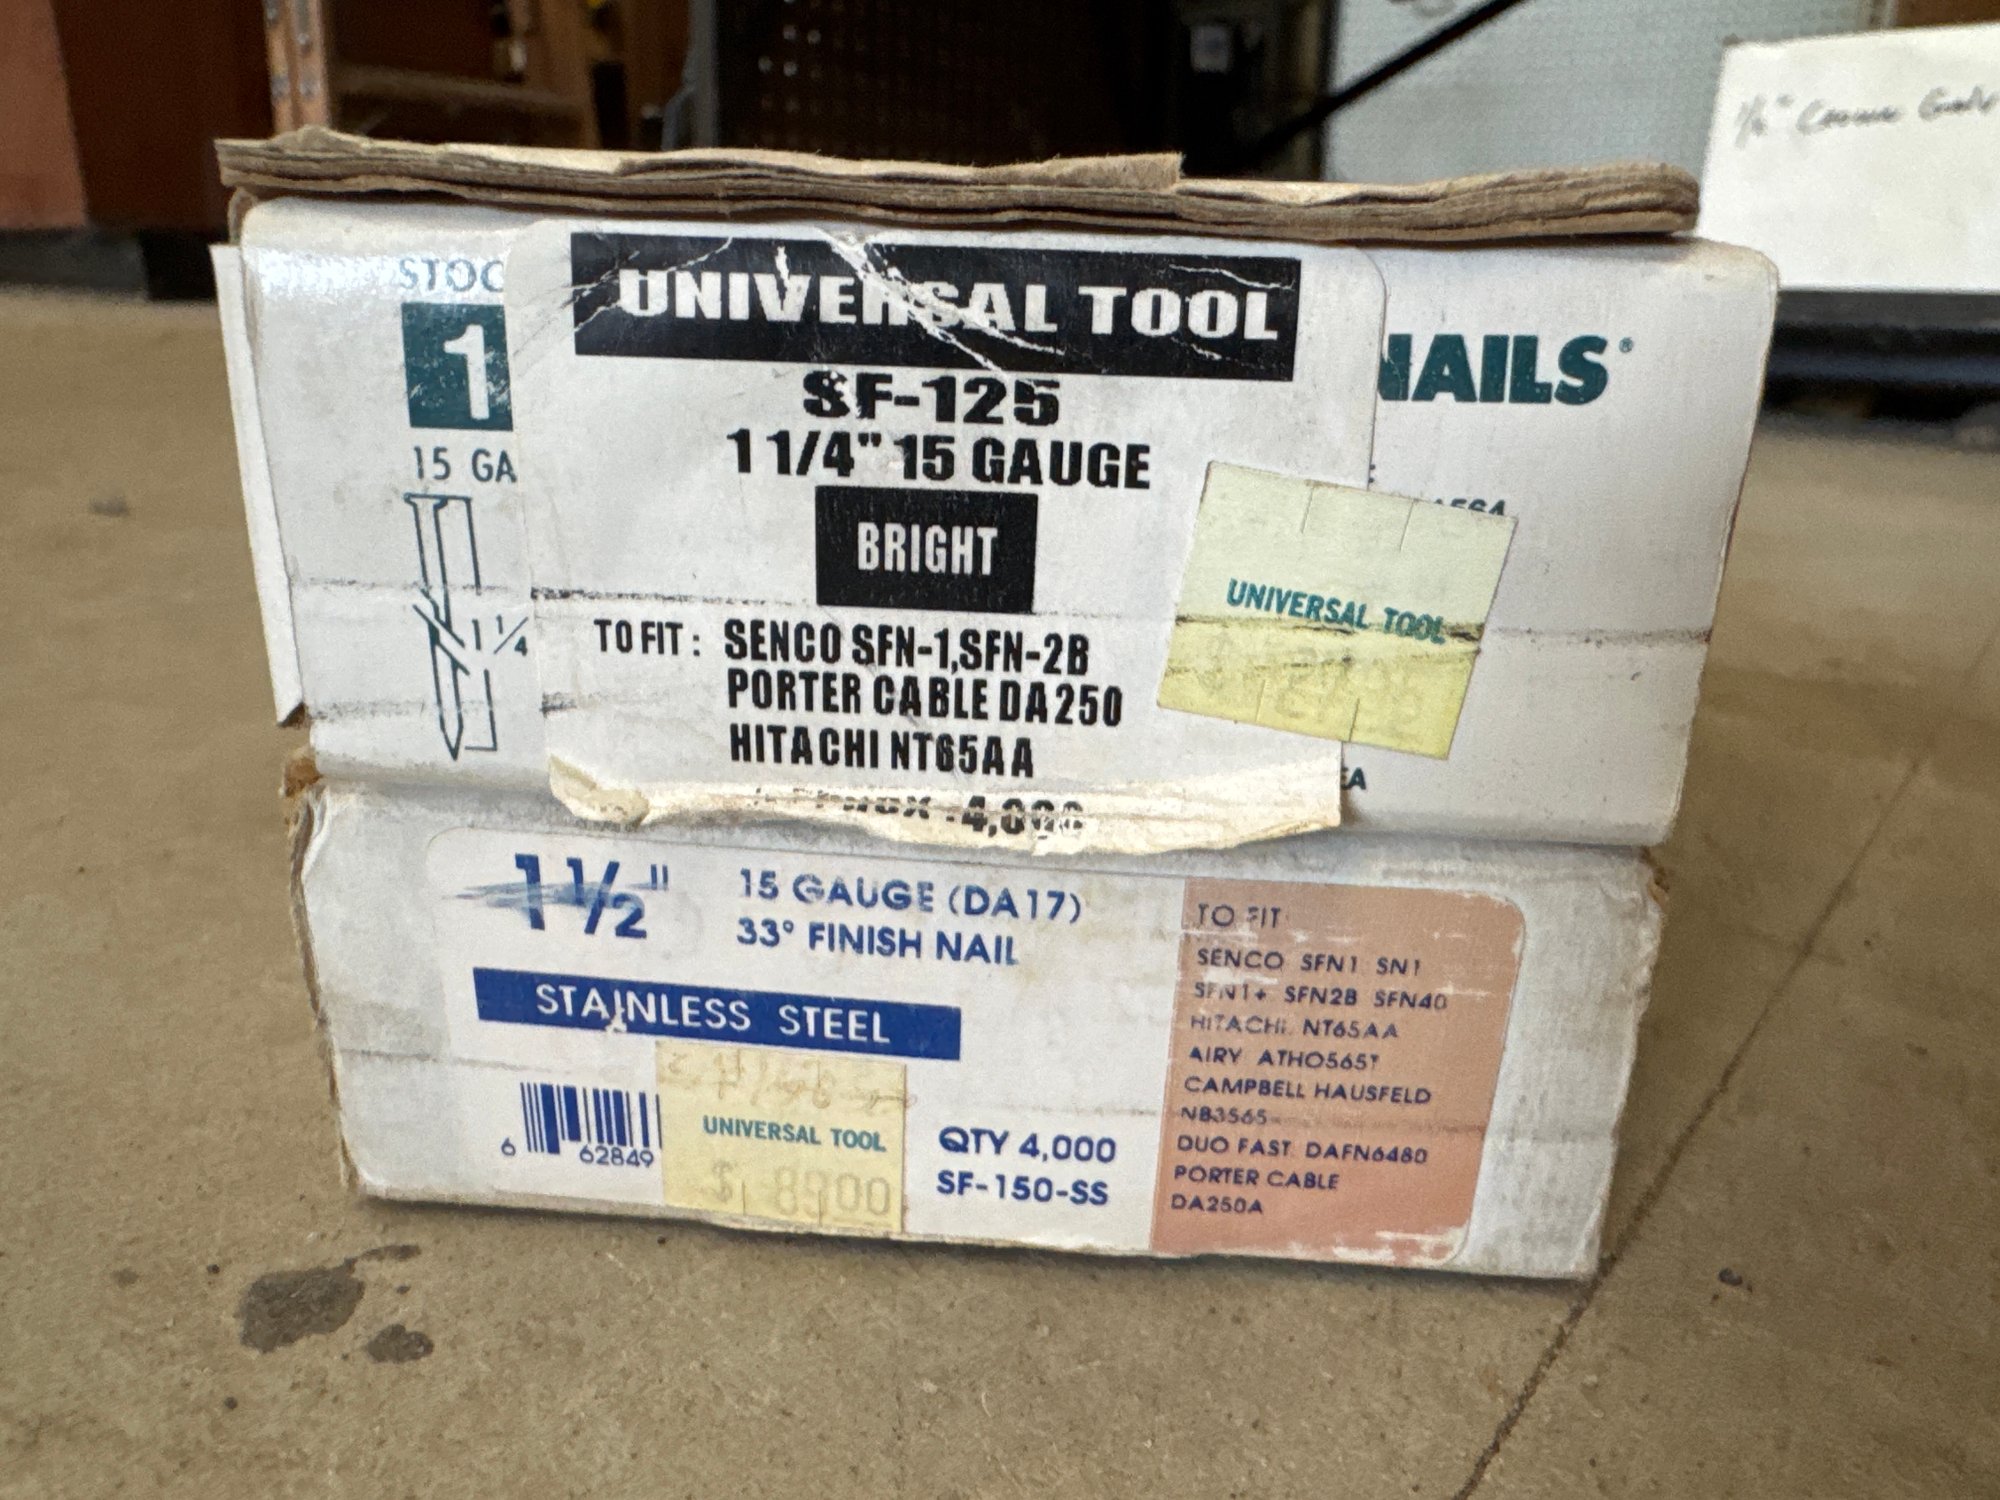 STOC
UNIVERSAL TOOL
1
NAILS®
SF-125
1 1/4" 15 GAUGE
15 GA
BRIGHT
UNIVERSAL TOOL
1 1/4
TO FIT : SENCO SFN-1,SFN-2B
PORTER CABLE DA250
HITACHI NT65AA
EA
4,000
1 1/2"
15 GAUGE (DA17)
33° FINISH NAIL
STAINLESS STEEL
6 62849
UNIVERSAL TOOL
$ 89.00
QTY 4,000
SF-150-SS
TO FIT
SENCO SFN1 SN1
SFN1+ SFN2B SFN40
HITACHI NT65AA
AIRY ATHO565T
CAMPBELL HAUSFELD
NB3565
DUO FAST DAFN6480
PORTER CABLE
DA250A